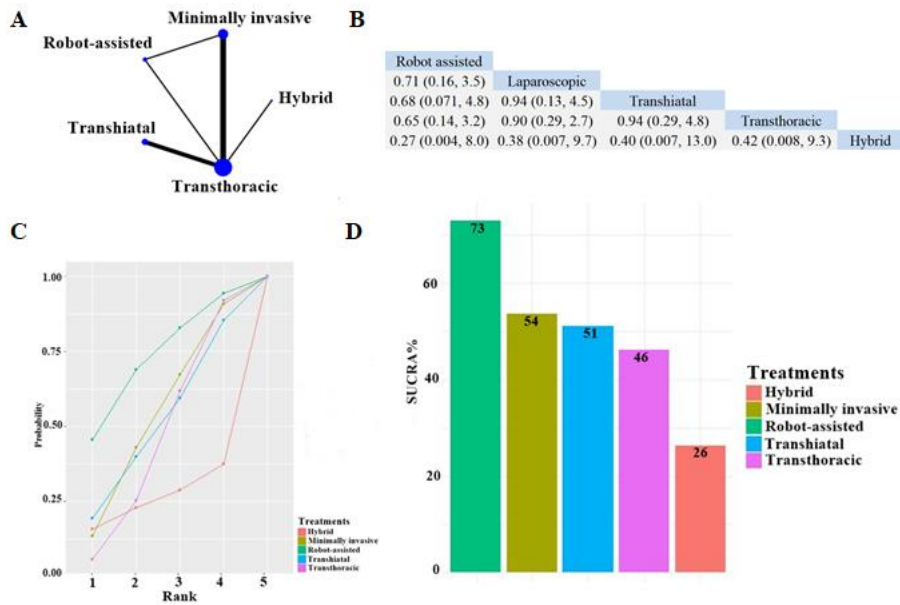 A
Minimally invasive
Robot-assisted
Hybrid
Transhiatal
Transthoracic
B
Robot assisted
0.71 (0.16, 3.5) Laparoscopic
0.68 (0.071, 4.8) 0.94 (0.13, 4.5) Transhiatal
0.65 (0.14, 3.2) 0.90 (0.29, 2.7) 0.94 (0.29, 4.8) Transthoracic
0.27 (0.004, 8.0) 0.38 (0.007, 9.7) 0.40 (0.007, 13.0) 0.42 (0.008, 9.3) Hybrid
C
1.00
0.75
0.50
0.25
0.00
Probability
1 2 3 4 5
Rank
Treatments
Hybrid
Minimally invasive
Robot-assisted
Transhiatal
Transthoracic
D
60
40
20
0
SUCRA%
73
54
51
46
26
Treatments
Hybrid
Minimally invasive
Robot-assisted
Transhiatal
Transthoracic